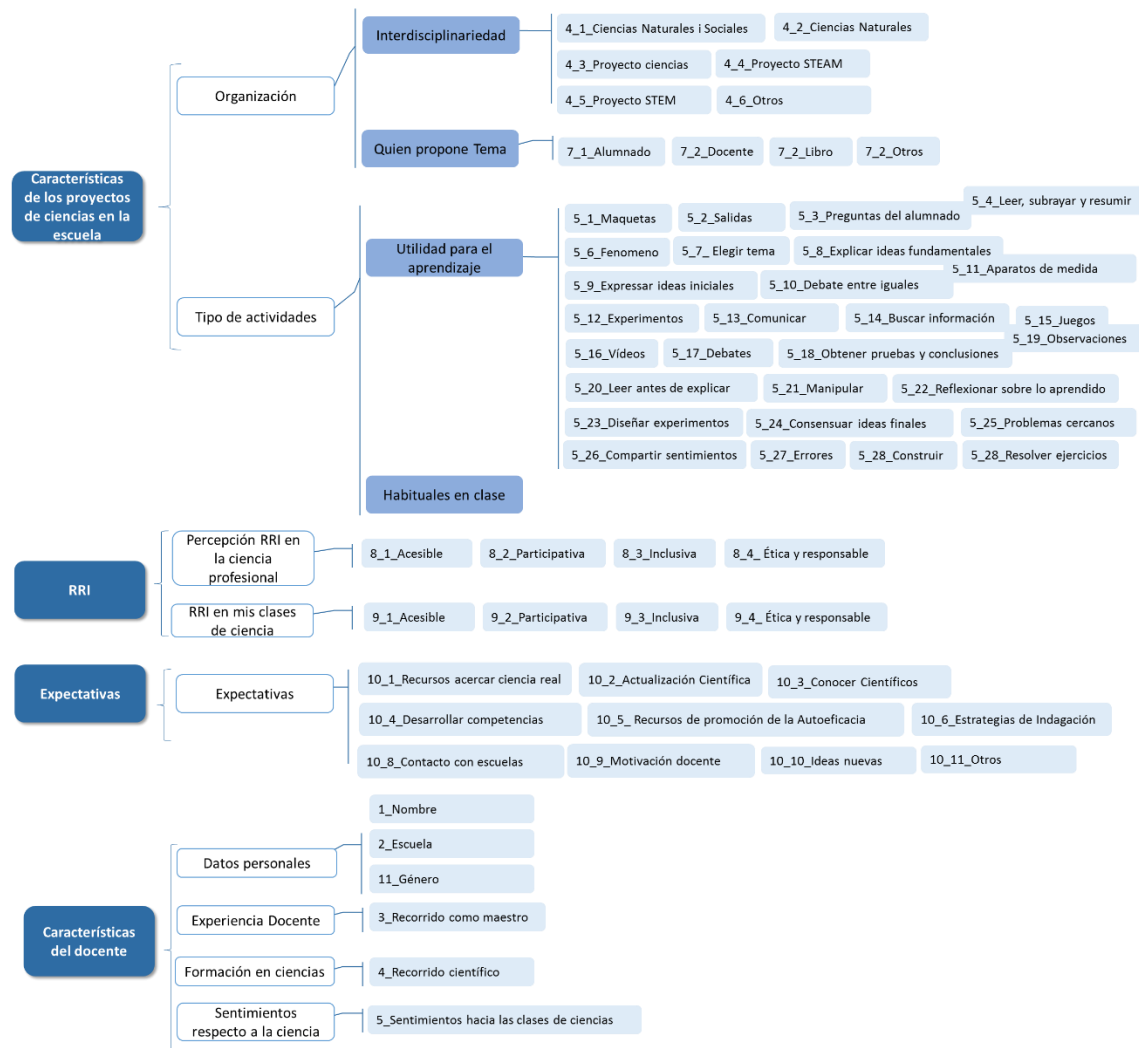 Características
de los proyectos
de ciencias en la
escuela
Organización
Interdisciplinariedad
4_1_Ciencias Naturales i Sociales
4_2_Ciencias Naturales
4_3_Proyecto ciencias
4_4_Proyecto STEAM
4_5_Proyecto STEM
4_6_Otros
Quien propone Tema
7_1_Alumnado
7_2_Docente
7_2_Libro
7_2_Otros
Tipo de actividades
Utilidad para el
aprendizaje
5_1_Maquetas
5_2_Salidas
5_3_Preguntas del alumnado
5_4_Leer, subrayar y resumir
5_6_Fenomeno
5_7_ Elegir tema
5_8_Explicar ideas fundamentales
5_9_Expressar ideas iniciales
5_10_Debate entre iguales
5_11_Aparatos de medida
5_12_Experimentos
5_13_Comunicar
5_14_Buscar información
5_15_Juegos
5_16_Vídeos
5_17_Debates
5_18_Obtener pruebas y conclusiones
5_19_Observaciones
5_20_Leer antes de explicar
5_21_Manipular
5_22_Reflexionar sobre lo aprendido
5_23_Diseñar experimentos
5_24_Consensuar ideas finales
5_25_Problemas cercanos
5_26_Compartir sentimientos
5_27_Errores
5_28_Construir
5_28_Resolver ejercicios
Habituales en clase
RRI
Percepción RRI en
la ciencia
profesional
8_1_Acesible
8_2_Participativa
8_3_Inclusiva
8_4_ Ética y responsable
RRI en mis clases
de ciencia
9_1_Acesible
9_2_Participativa
9_3_Inclusiva
9_4_ Ética y responsable
Expectativas
Expectativas
10_1_Recursos acercar ciencia real
10_2_Actualización Científica
10_3_Conocer Científicos
10_4_Desarrollar competencias
10_5_ Recursos de promoción de la Autoeficacia
10_6_Estrategias de Indagación
10_8_Contacto con escuelas
10_9_Motivación docente
10_10_Ideas nuevas
10_11_Otros
Características
del docente
Datos personales
1_Nombre
2_Escuela
11_Género
Experiencia Docente
3_Recorrido como maestro
Formación en ciencias
4_Recorrido científico
Sentimientos
respecto a la ciencia
5_Sentimientos hacia las clases de ciencias